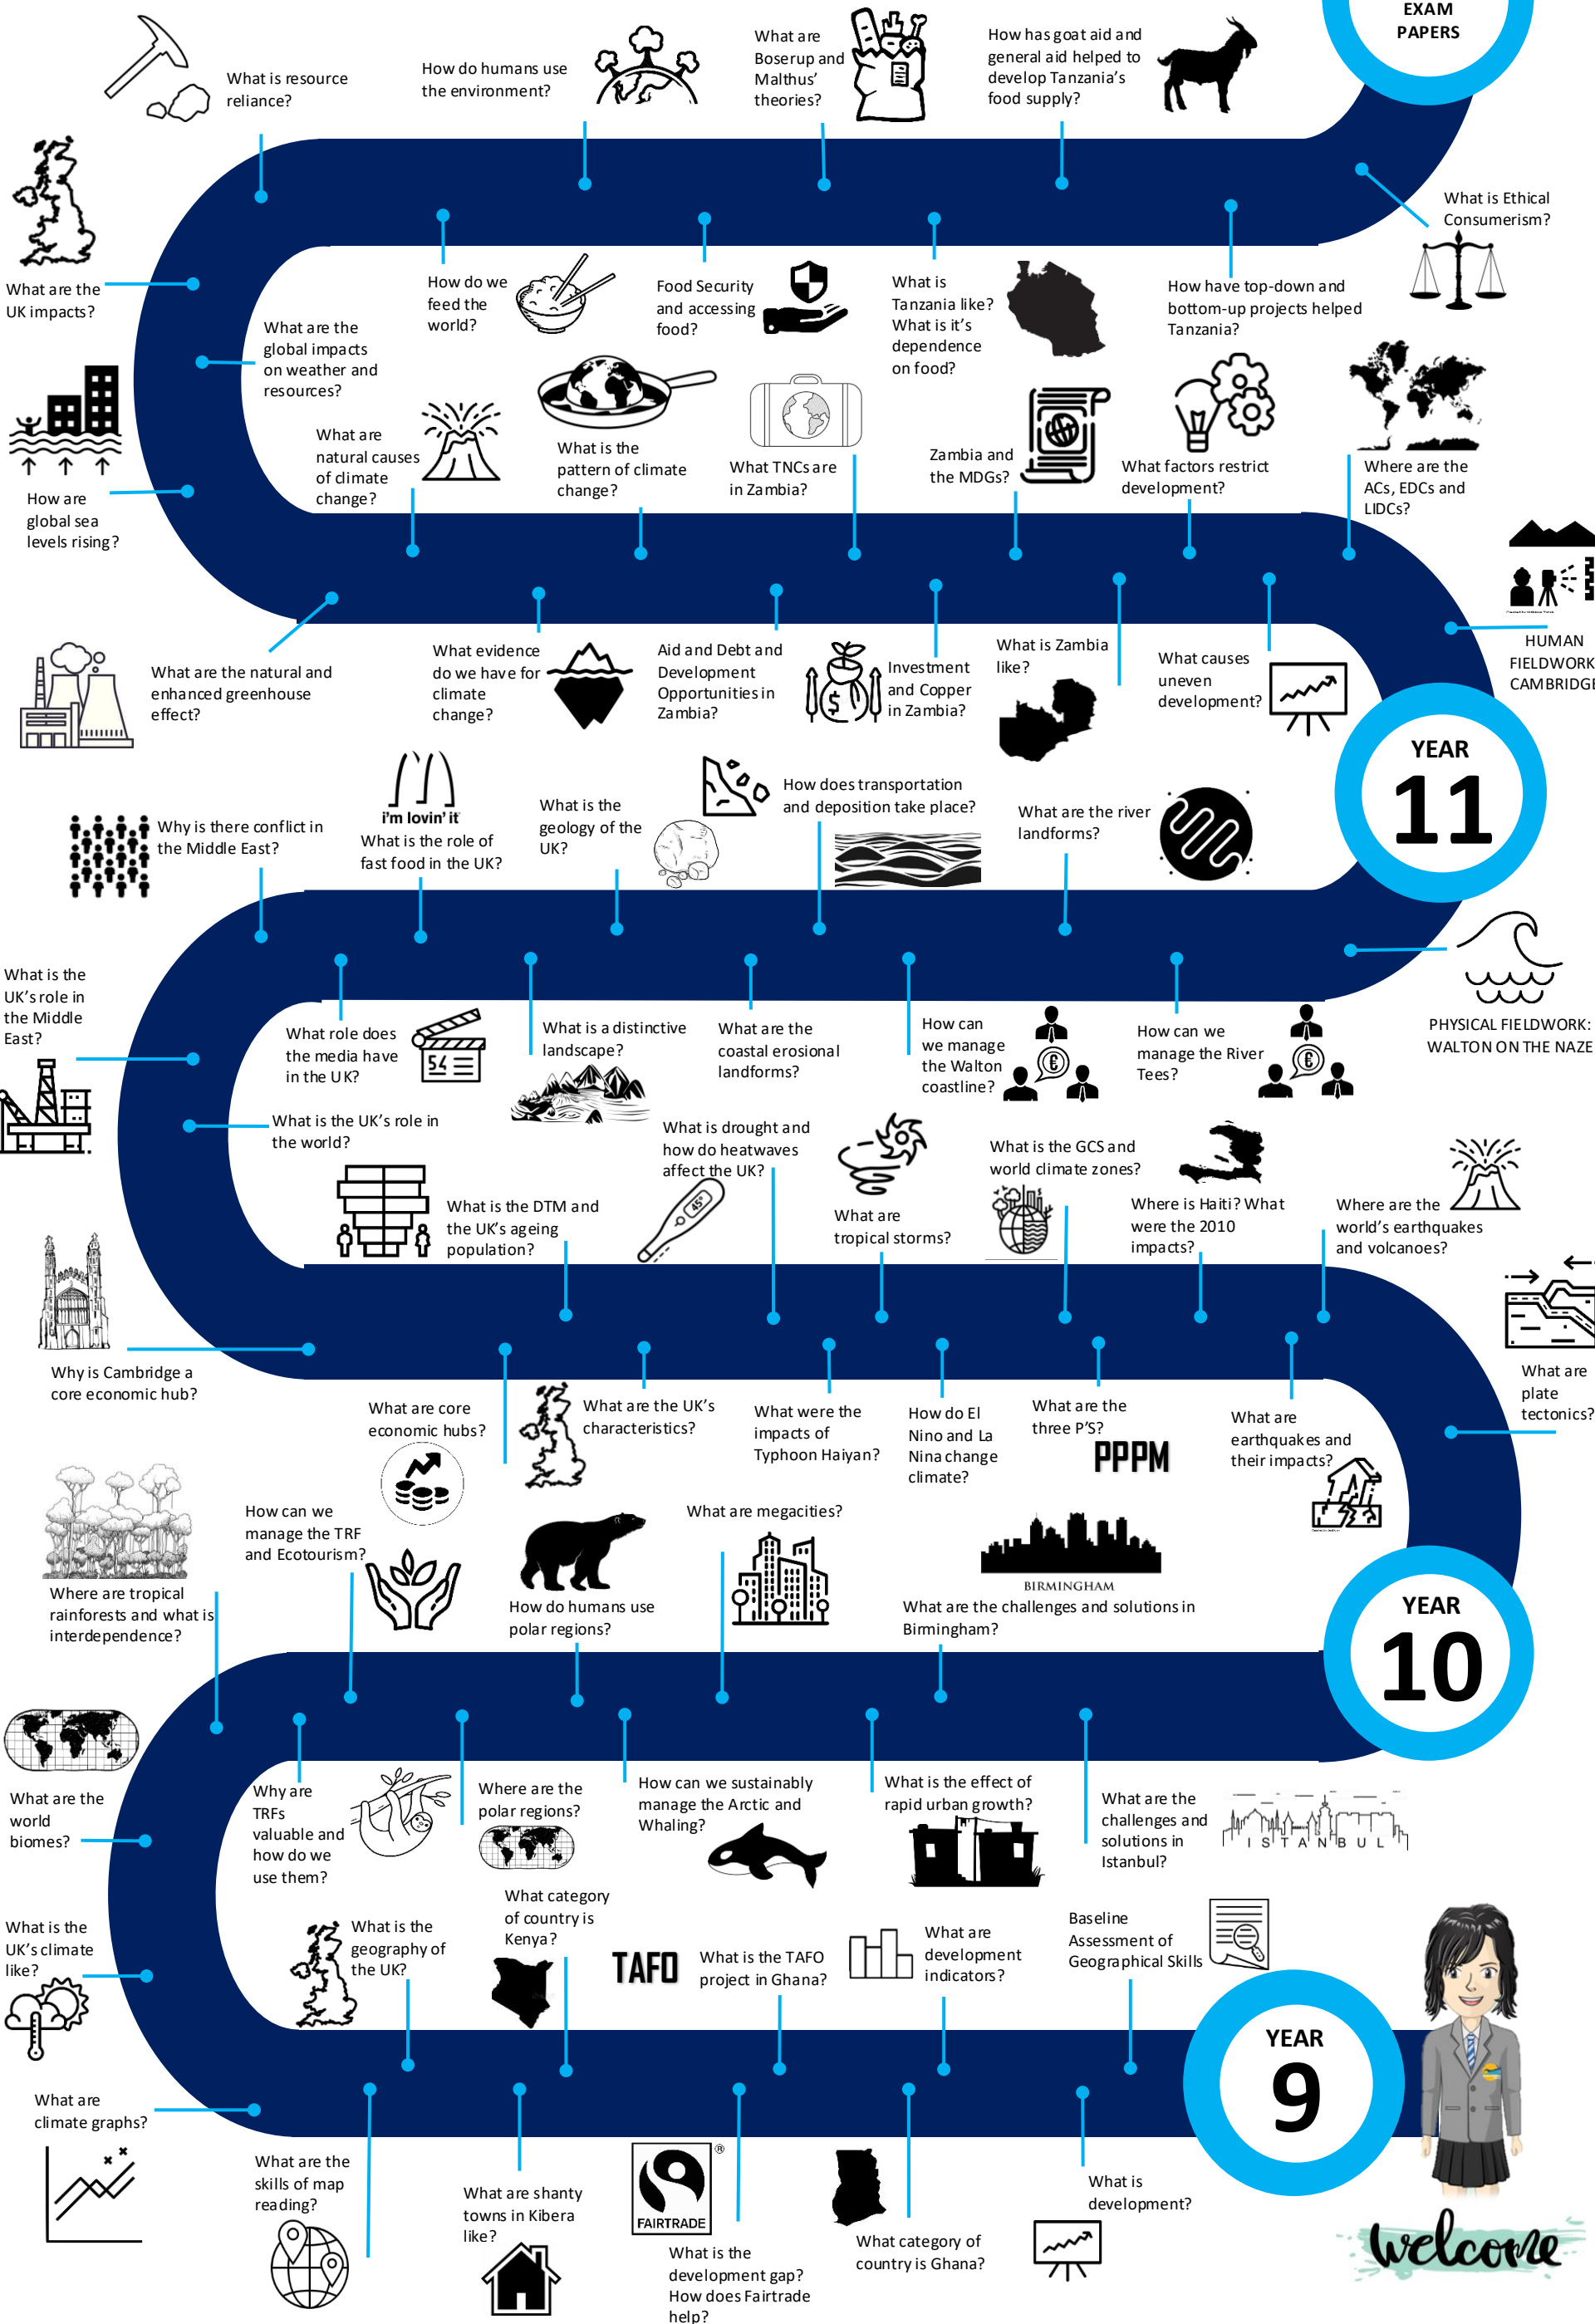 EXAM
PAPERS
What is resource
reliance?
How do humans use
the environment?
What are
Boserup and
Malthus'
theories?
How has goat aid and
general aid helped to
develop Tanzania's
food supply?
What is Ethical
Consumerism?
What are the
UK impacts?
How do we
feed the
world?
Food Security
and accessing
food?
What is
Tanzania like?
What is it's
dependence
on food?
How have top-down and
bottom-up projects helped
Tanzania?
What are the
global impacts
on weather and
resources?
What are
natural causes
of climate
change?
What is the
pattern of climate
change?
What TNCs are
in Zambia?
Zambia and
the MDGs?
What factors restrict
development?
Where are the
ACs, EDCs and
LIDCs?
How are
global sea
levels rising?
HUMAN
FIELDWORK
CAMBRIDGE
What are the natural and
enhanced greenhouse
effect?
What evidence
do we have for
climate
change?
Aid and Debt and
Development
Opportunities in
Zambia?
$
Investment
and Copper
in Zambia?
What is Zambia
like?
What causes
uneven
development?
YEAR
11
Why is there conflict in
the Middle East?
i'm lovin' it
What is the role of
fast food in the UK?
What is the
geology of the
UK?
How does transportation
and deposition take place?
What are the river
landforms?
What is the
UK's role in
the Middle
East?
What role does
the media have
in the UK?
54
What is a distinctive
landscape?
What are the
coastal erosional
landforms?
How can
we manage
the Walton
coastline?
€
How can we
manage the River
Tees?
€
PHYSICAL FIELDWORK:
WALTON ON THE NAZE
What is the UK's role in
the world?
What is the DTM and
the UK's ageing
population?
What is drought and
how do heatwaves
affect the UK?
45°
What are
tropical storms?
What is the GCS and
world climate zones?
Where is Haiti? What
were the 2010
impacts?
Where are the
world's earthquakes
and volcanoes?
Why is Cambridge a
core economic hub?
What are core
economic hubs?
What are the UK's
characteristics?
What were the
impacts of
Typhoon Haiyan?
How do El
Nino and La
Nina change
climate?
What are the
three P'S?
PPPM
What are
earthquakes and
their impacts?
What are
plate
tectonics?
Where are tropical
rainforests and what is
interdependence?
How can we
manage the TRF
and Ecotourism?
How do humans use
polar regions?
What are megacities?
BIRMINGHAM
What are the challenges and solutions in
Birmingham?
YEAR
10
What are the
world
biomes?
Why are
TRFs
valuable and
how do we
use them?
Where are the
polar regions?
How can we sustainably
manage the Arctic and
Whaling?
What is the effect of
rapid urban growth?
What are the
challenges and
solutions in
Istanbul?
ISTANBUL
What is the
UK's climate
like?
What is the
geography of
the UK?
What category
of country is
Kenya?
TAFO
What is the TAFO
project in Ghana?
What are
development
indicators?
Baseline
Assessment of
Geographical Skills
YEAR
9
What are
climate graphs?
What are the
skills of map
reading?
What are shanty
towns in Kibera
like?
FAIRTRADE
®
What is the
development gap?
How does Fairtrade
help?
What category of
country is Ghana?
What is
development?
welcome